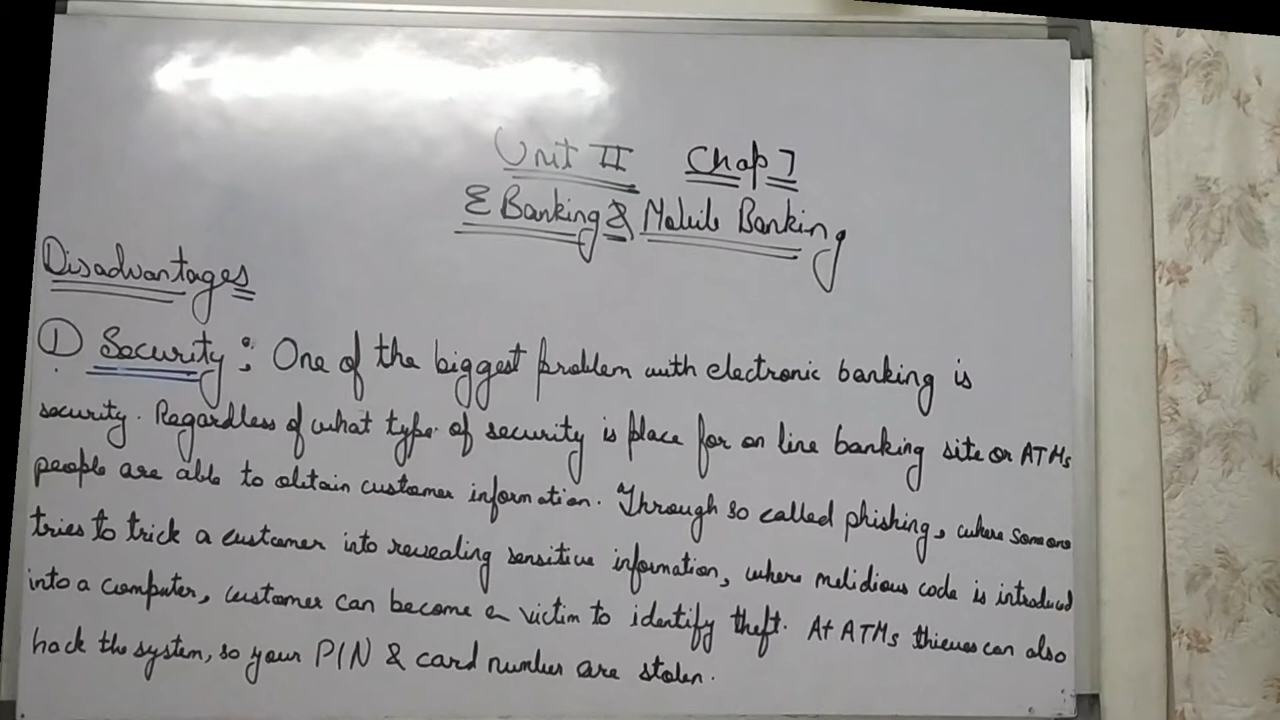 Unit II Chap 7
E Banking & Mobile Banking
Disadvantages
① Security : One of the biggest problem with electronic banking is
security. Regardless of what type of security is place for on line banking site or ATMs
people are able to obtain customer information. Through so called phishing, where someone
tries to trick a customer into revealing sensitive information, where melidious code is introduced
into a computer, customer can become a victim to identify theft. At ATMs thieves can also
hack the system, so your PIN & card number are stolen.